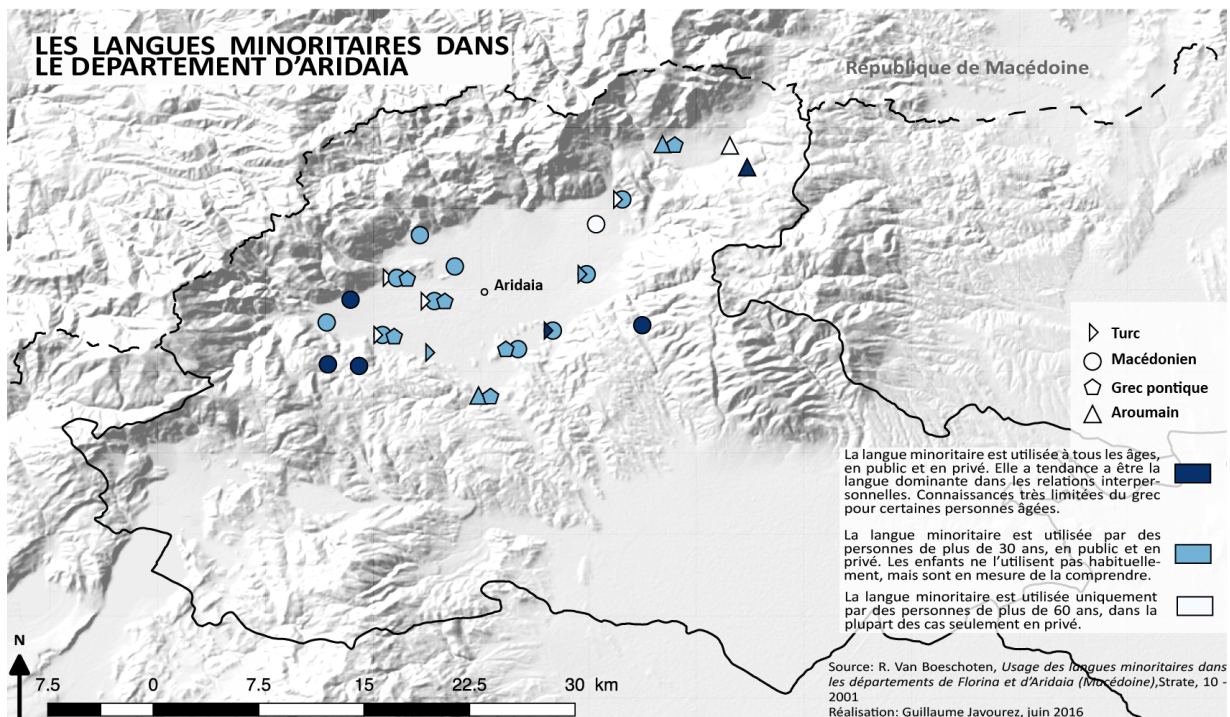 LES LANGUES MINORITAIRES DANS
LE DEPARTEMENT D'ARIDAIA
République de Macédoine
Aridaia
Turc
Macédonien
Grec pontique
Aroumain
La langue minoritaire est utilisée à tous les âges,
en public et en privé. Elle a tendance a être la
langue dominante dans les relations interper-
sonnelles. Connaissances très limitées du grec
pour certaines personnes âgées.
La langue minoritaire est utilisée par des
personnes de plus de 30 ans, en public et en
privé. Les enfants ne l'utilisent pas habituelle-
ment, mais sont en mesure de la comprendre.
La langue minoritaire est utilisée uniquement
par des personnes de plus de 60 ans, dans la
plupart des cas seulement en privé.
N
7.5 0 7.5 15 22.5 30 km
Source: R. Van Boeschoten, Usage des langues minoritaires dans
les départements de Florina et d'Aridaia (Macédoine),Strate, 10 -
2001
Réalisation: Guillaume Javourez, juin 2016